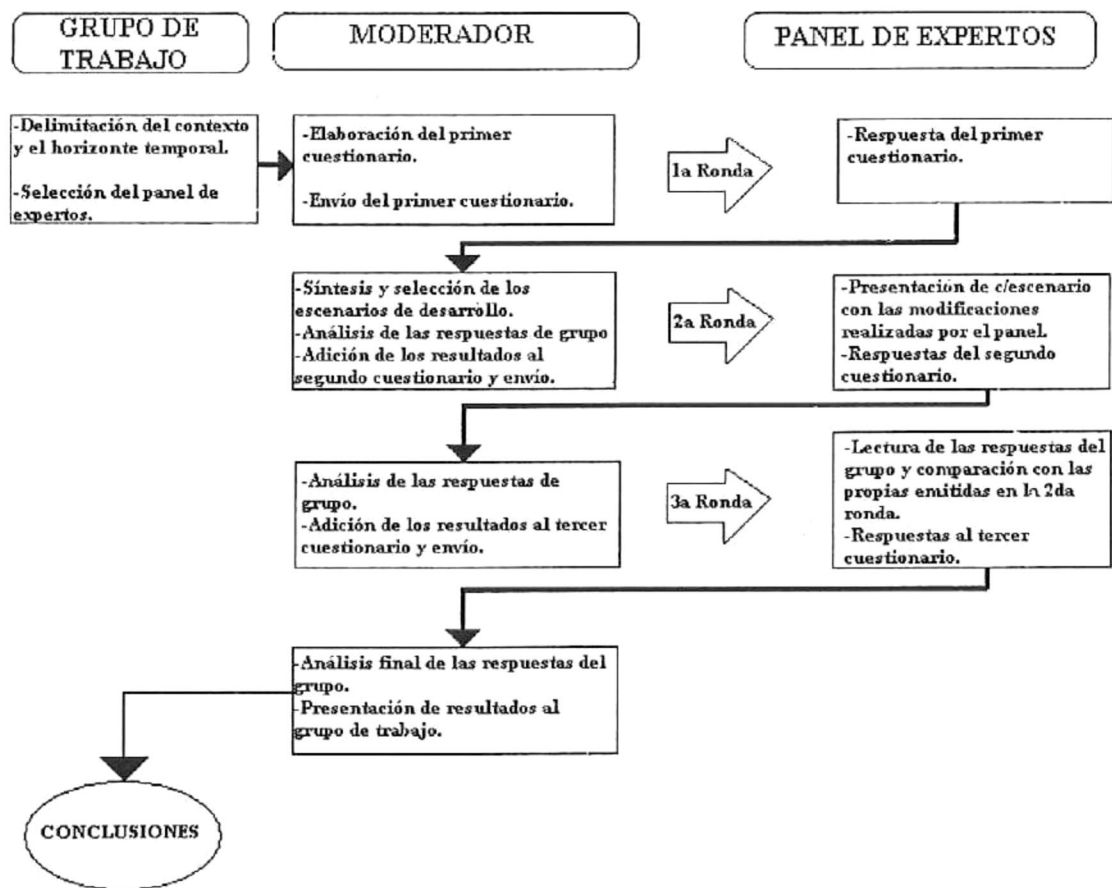 GRUPO DE
TRABAJO
MODERADOR
PANEL DE EXPERTOS
-Delimitación del contexto
y el horizonte temporal.
-Selección del panel de
expertos.
-Elaboración del primer
cuestionario.
-Envío del primer cuestionario.
1a Ronda
-Respuesta del primer
cuestionario.
-Síntesis y selección de los
escenarios de desarrollo.
-Análisis de las respuestas de grupo
-Adición de los resultados al
segundo cuestionario y envío.
2a Ronda
-Presentación de c/escenario
con las modificaciones
realizadas por el panel.
-Respuestas del segundo
cuestionario.
-Análisis de las respuestas de
grupo.
-Adición de los resultados al tercer
cuestionario y envío.
3a Ronda
-Lectura de las respuestas del
grupo y comparación con las
propias emitidas en la 2da
ronda.
-Respuestas al tercer
cuestionario.
-Análisis final de las respuestas del
grupo.
-Presentación de resultados al
grupo de trabajo.
CONCLUSIONES